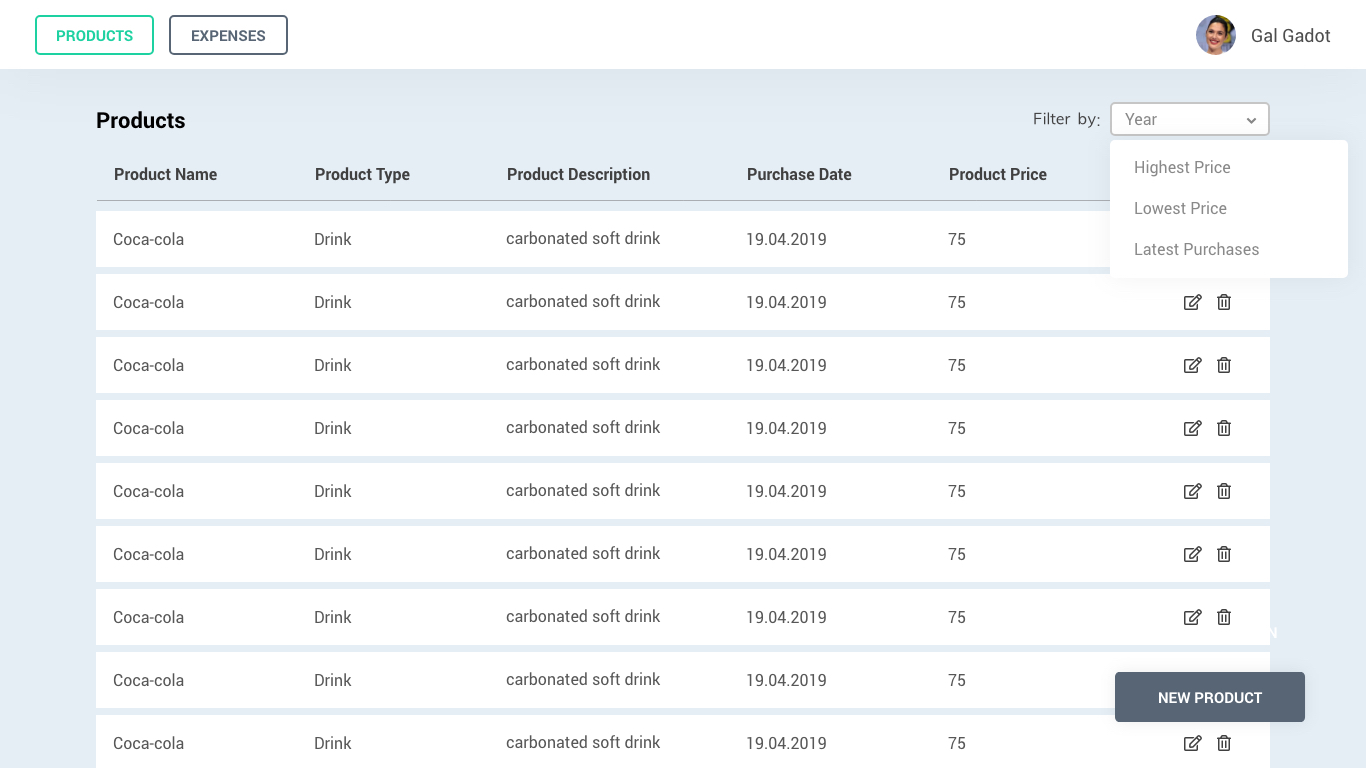 PRODUCTS EXPENSES Gal Gadot
Products Filter by: Year
Highest Price
Lowest Price
Latest Purchases
Product Name Product Type Product Description Purchase Date Product Price
Coca-cola Drink carbonated soft drink 19.04.2019 75
Coca-cola Drink carbonated soft drink 19.04.2019 75
Coca-cola Drink carbonated soft drink 19.04.2019 75
Coca-cola Drink carbonated soft drink 19.04.2019 75
Coca-cola Drink carbonated soft drink 19.04.2019 75
Coca-cola Drink carbonated soft drink 19.04.2019 75
Coca-cola Drink carbonated soft drink 19.04.2019 75
Coca-cola Drink carbonated soft drink 19.04.2019 75
NEW PRODUCT
Coca-cola Drink carbonated soft drink 19.04.2019 75